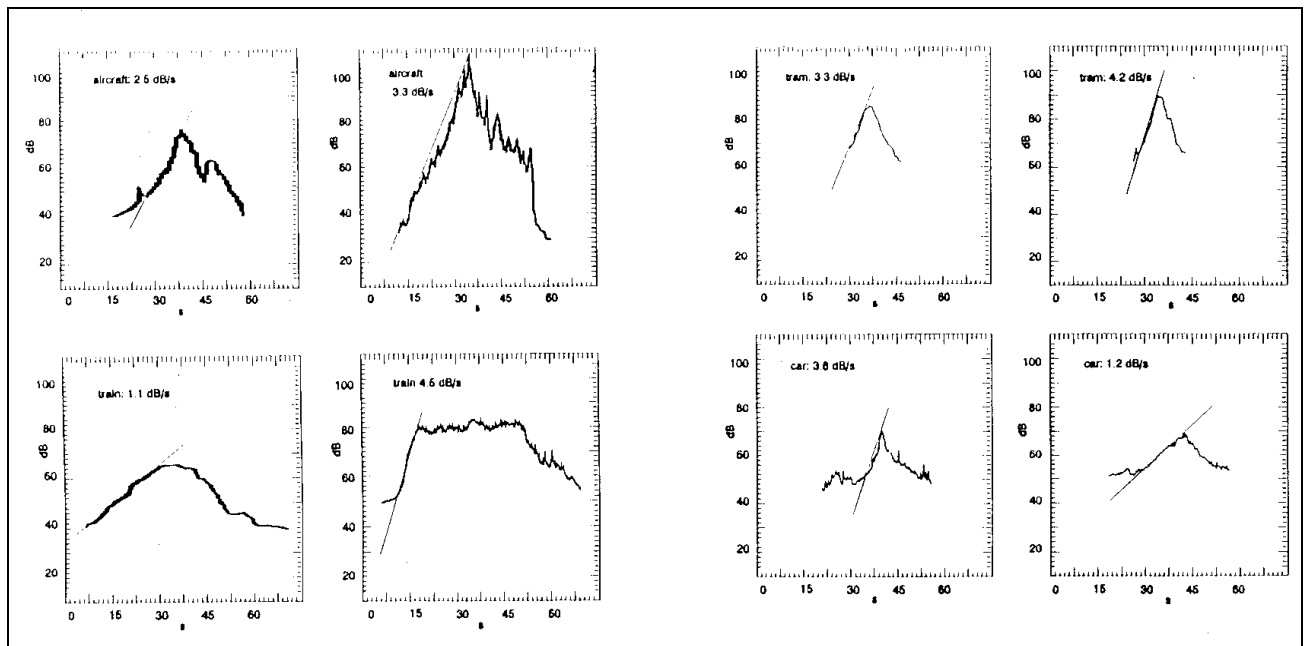 aircraft: 2.5 dB/s
100
80
60
40
20
dB
0 15 30 45 60
s
aircraft
3.3 dB/s
100
80
60
40
20
dB
0 15 30 45 60
s
tram: 3.3 dB/s
100
80
60
40
20
dB
0 15 30 45 60
s
tram: 4.2 dB/s
100
80
60
40
20
dB
0 15 30 45 60
s
train: 1.1 dB/s
100
80
60
40
20
dB
0 15 30 45 60
s
train 4.6 dB/s
100
80
60
40
20
dB
0 15 30 45 60
s
car: 3.8 dB/s
100
80
60
40
20
dB
0 15 30 45 60
s
car: 1.2 dB/s
100
80
60
40
20
dB
0 15 30 45 60
s